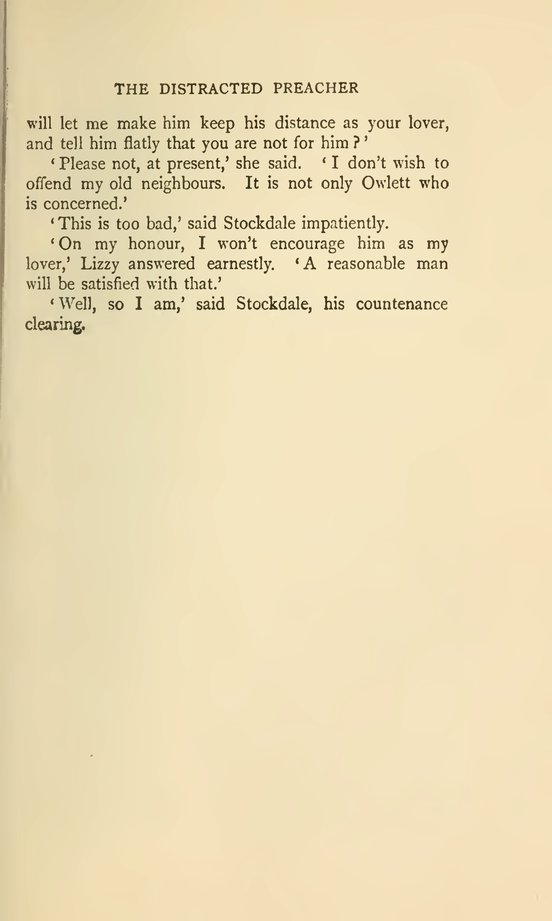 THE DISTRACTED PREACHER
will let me make him keep his distance as your lover,
and tell him flatly that you are not for him?'
'Please not, at present,' she said. 'I don't wish to
offend my old neighbours. It is not only Owlett who
is concerned.'
'This is too bad,' said Stockdale impatiently.
'On my honour, I won't encourage him as my
lover,' Lizzy answered earnestly. 'A reasonable man
will be satisfied with that.'
'Well, so I am,' said Stockdale, his countenance
clearing.